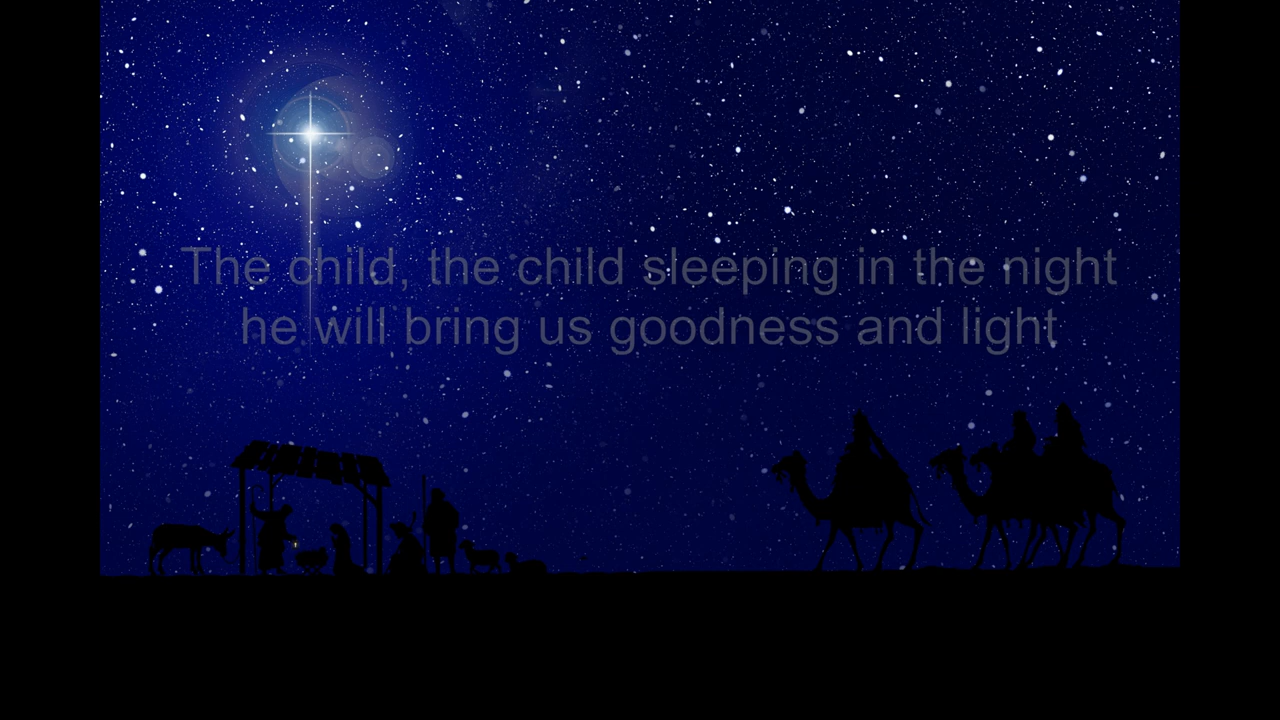 The child, the child sleeping in the night
he will bring us goodness and light